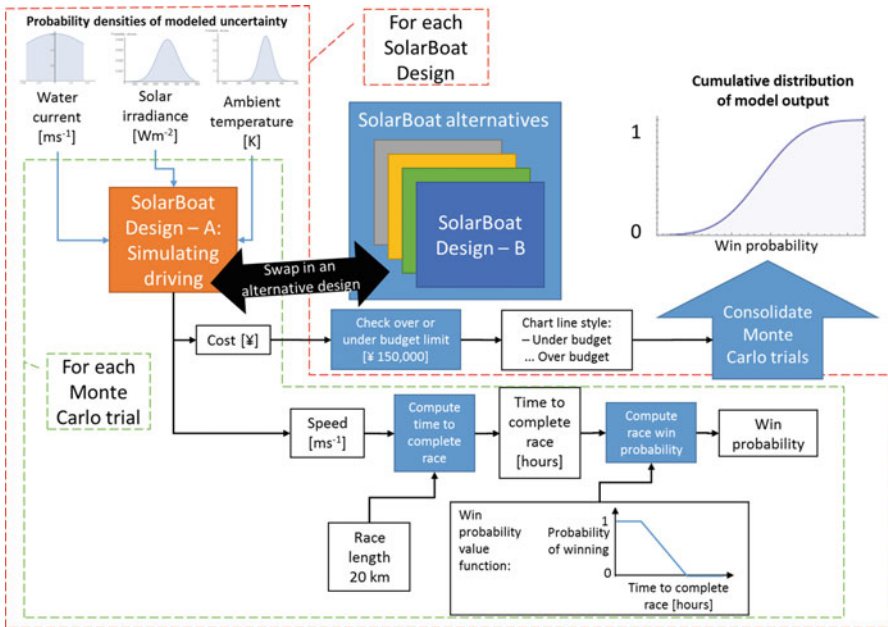 Probability densities of modeled uncertainty
Water
current
[ms⁻¹]
Solar
irradiance
[Wm⁻²]
Ambient
temperature
[K]
For each
SolarBoat
Design
SolarBoat alternatives
SolarBoat
Design – B
SolarBoat
Design – A:
Simulating
driving
Swap in an
alternative design
Cumulative distribution
of model output
1
0
Win probability
Cost [¥]
Check over or
under budget limit
[¥ 150,000]
Chart line style:
– Under budget
... Over budget
Consolidate
Monte
Carlo trials
For each
Monte
Carlo trial
Speed
[ms⁻¹]
Compute
time to
complete
race
Time to
complete
race
[hours]
Compute
race win
probability
Win
probability
Race
length
20 km
Win
probability
value
function:
Probability
of winning
1
0
Time to complete
race [hours]